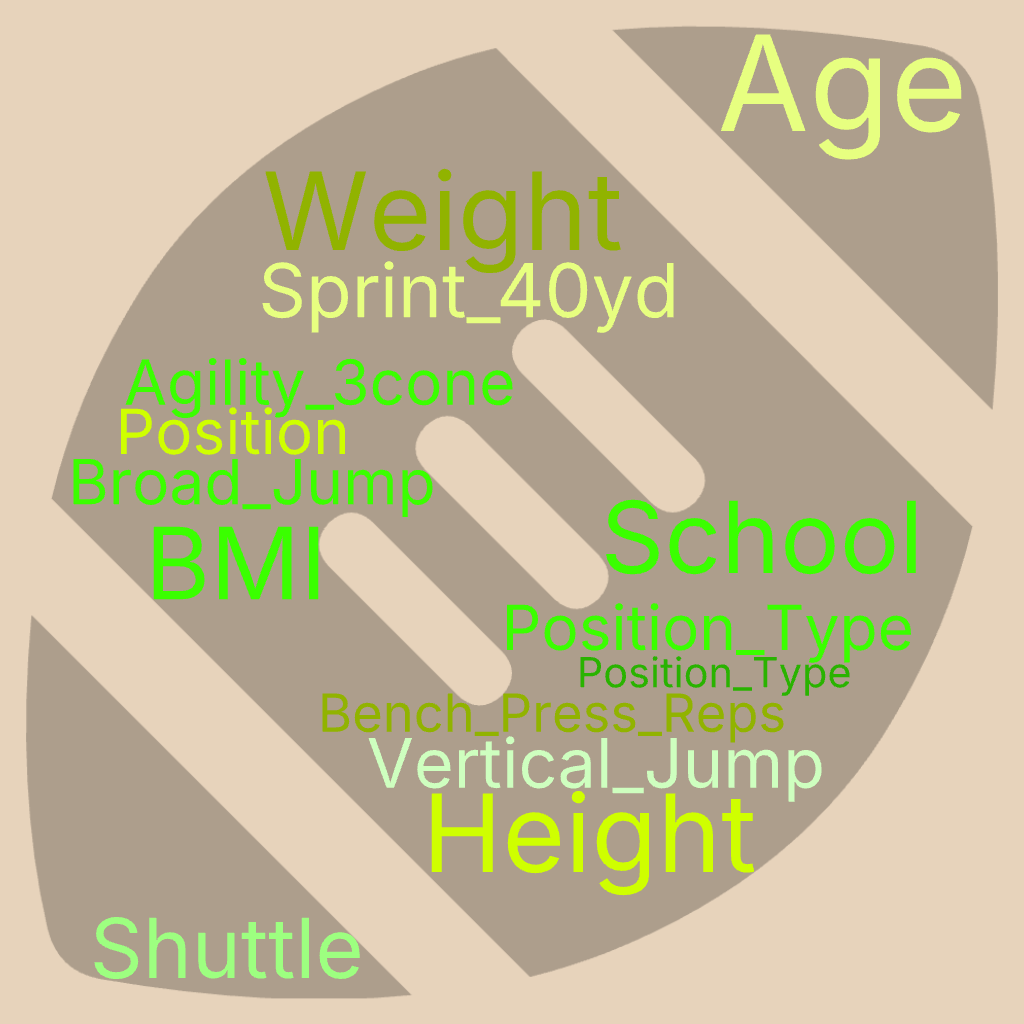 Age
Weight
Sprint_40yd
Agility_3cone
Position
Broad_Jump
BMI
School
Position_Type
Position_Type
Bench_Press_Reps
Vertical_Jump
Height
Shuttle